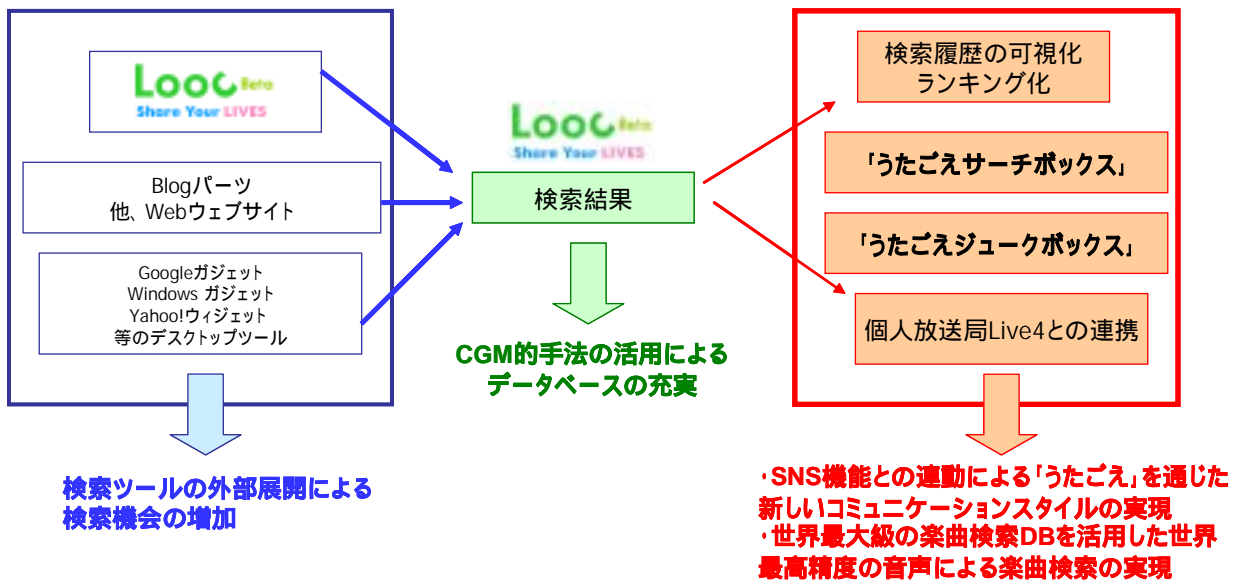 Looc Beta
Share Your LIVES
Blogパーツ
他、Webウェブサイト
Googleガジェット
Windows ガジェット
Yahoo!ウィジェット
等のデスクトップツール
検索ツールの外部展開による
検索機会の増加
Looc Beta
Share Your LIVES
検索結果
CGM的手法の活用による
データベースの充実
検索履歴の可視化
ランキング化
「うたごえサーチボックス」
「うたごえジュークボックス」
個人放送局Live4との連携
・SNS機能との連動による「うたごえ」を通じた
新しいコミュニケーションスタイルの実現
・世界最大級の楽曲検索DBを活用した世界
最高精度の音声による楽曲検索の実現